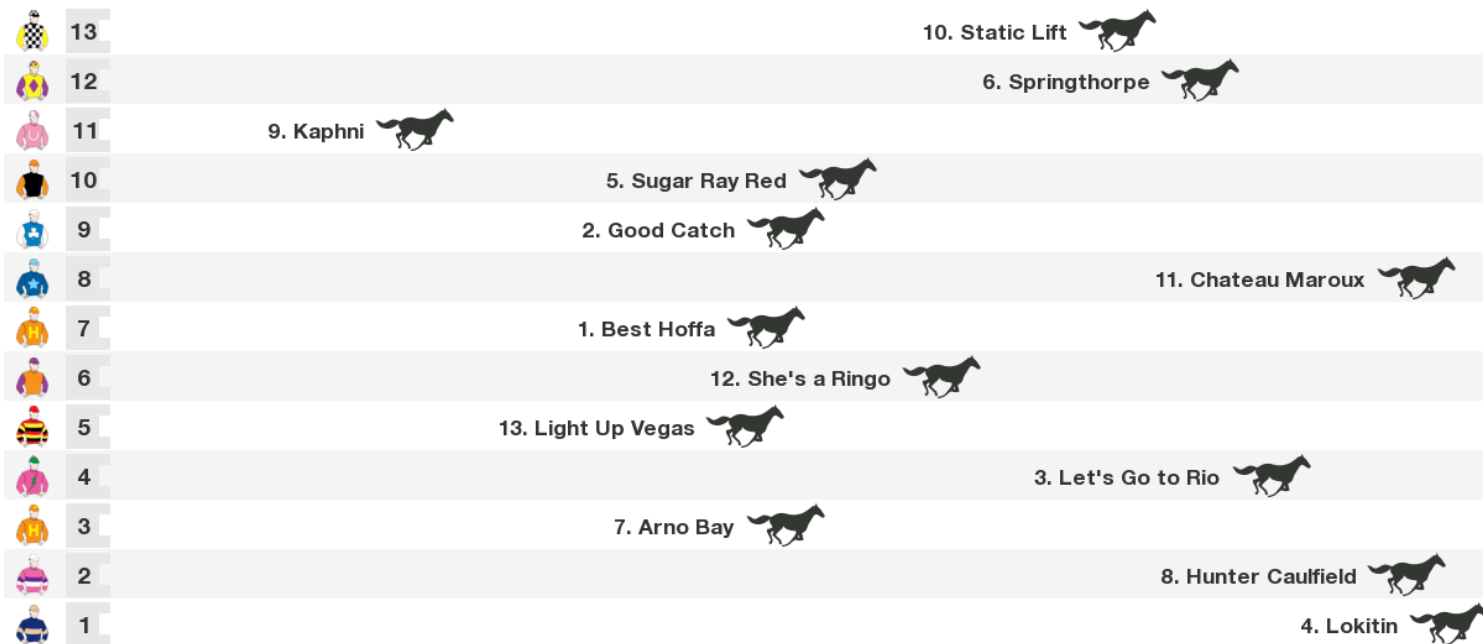 13 10. Static Lift
12 6. Springthorpe
11 9. Kaphni
10 5. Sugar Ray Red
9 2. Good Catch
8 11. Chateau Maroux
7 H 1. Best Hoffa
6 12. She's a Ringo
5 13. Light Up Vegas
4 3. Let's Go to Rio
3 H 7. Arno Bay
2 8. Hunter Caulfield
1 4. Lokitin